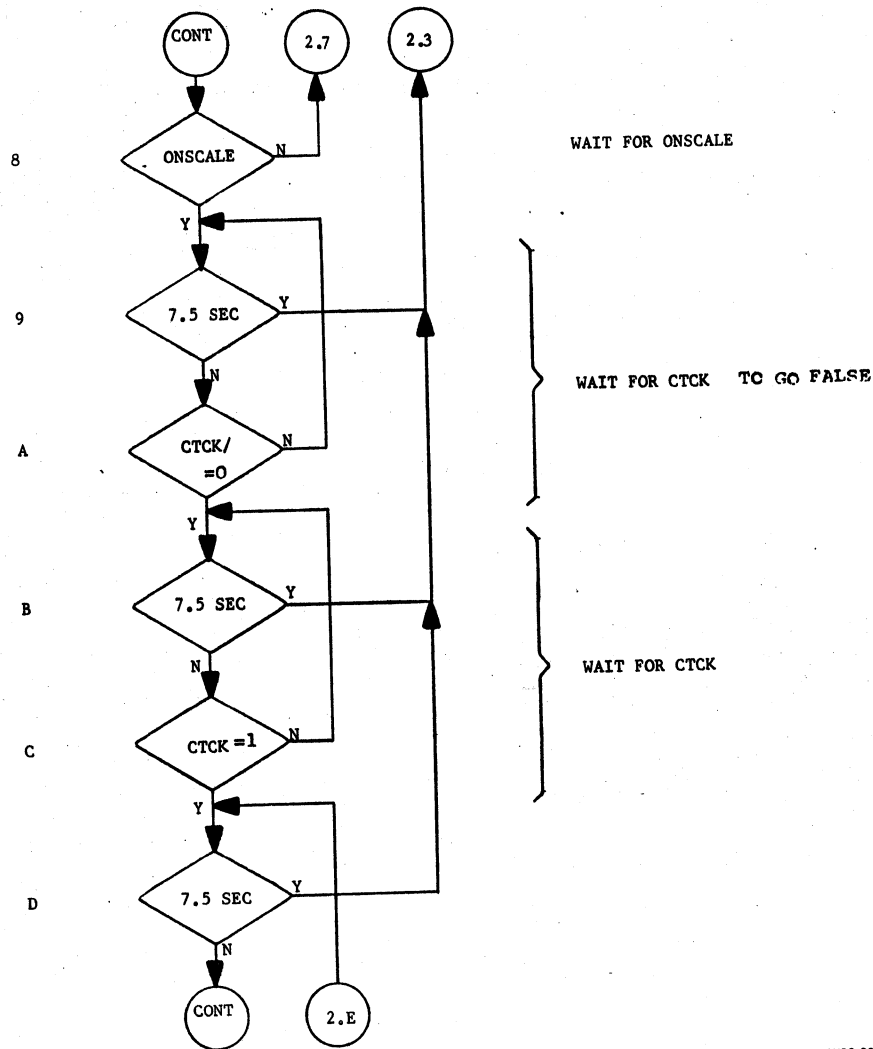 CONT
2.7
2.3
8
ONSCALE
N
WAIT FOR ONSCALE
Y
9
7.5 SEC
Y
N
WAIT FOR CTCK TO GO FALSE
A
CTCK/
=0
N
Y
B
7.5 SEC
Y
N
WAIT FOR CTCK
C
CTCK=1
N
Y
D
7.5 SEC
Y
N
CONT
2.E